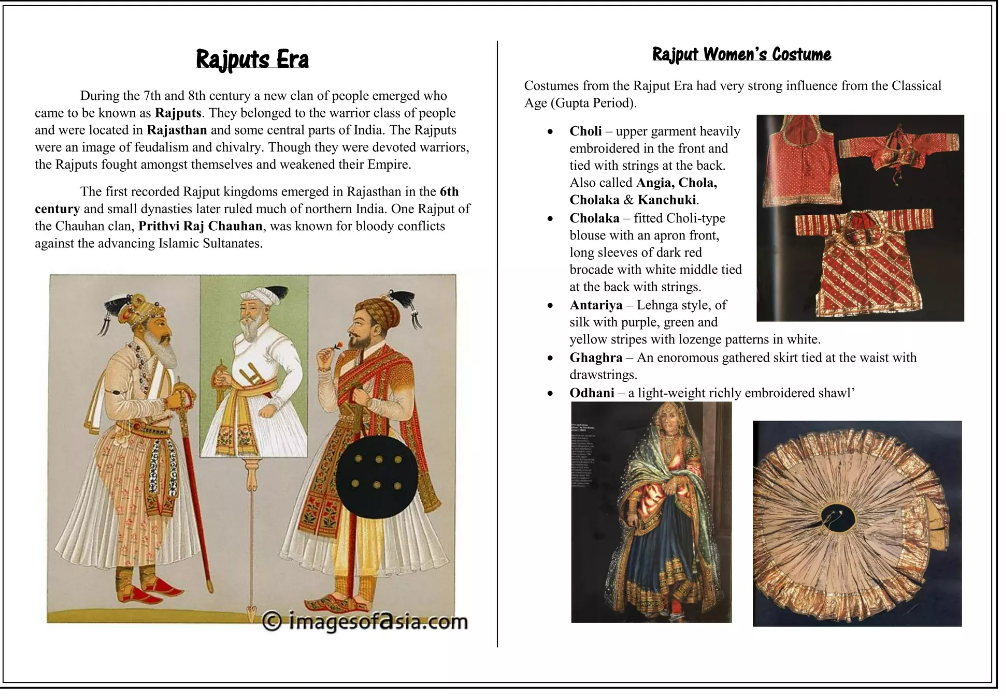 Rajputs Era
During the 7th and 8th century a new clan of people emerged who
came to be known as Rajputs. They belonged to the warrior class of people
and were located in Rajasthan and some central parts of India. The Rajputs
were an image of feudalism and chivalry. Though they were devoted warriors,
the Rajputs fought amongst themselves and weakened their Empire.
The first recorded Rajput kingdoms emerged in Rajasthan in the 6th
century and small dynasties later ruled much of northern India. One Rajput of
the Chauhan clan, Prithvi Raj Chauhan, was known for bloody conflicts
against the advancing Islamic Sultanates.
© imagesofasia.com
Rajput Women's Costume
Costumes from the Rajput Era had very strong influence from the Classical
Age (Gupta Period).
• Choli – upper garment heavily
embroidered in the front and
tied with strings at the back.
Also called Angia, Chola,
Cholaka & Kanchuki.
• Cholaka – fitted Choli-type
blouse with an apron front,
long sleeves of dark red
brocade with white middle tied
at the back with strings.
• Antariya – Lehnga style, of
silk with purple, green and
yellow stripes with lozenge patterns in white.
• Ghaghra – An enoromous gathered skirt tied at the waist with
drawstrings.
• Odhani – a light-weight richly embroidered shawl'